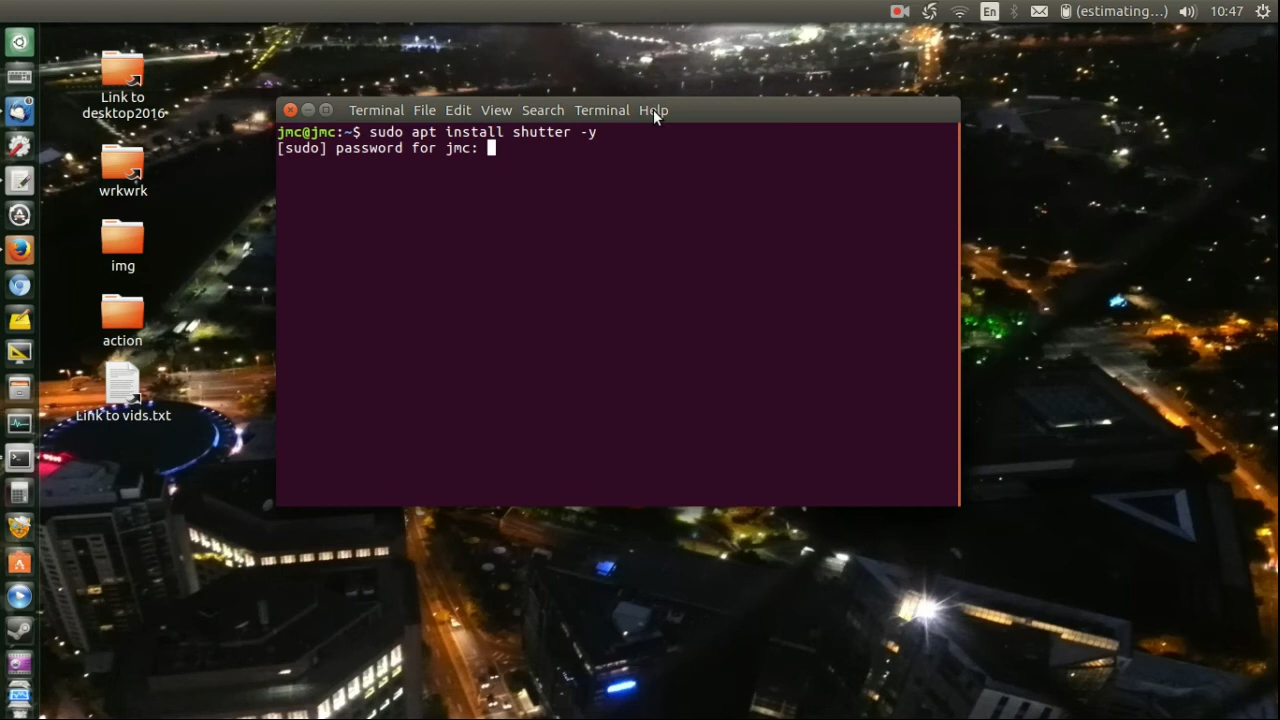 En (estimating...) 10:47
Terminal File Edit View Search Terminal Help
jmc@jmc:~$ sudo apt install shutter -y
[sudo] password for jmc:
Link to
desktop2016
wrkwrk
img
action
Link to vids.txt